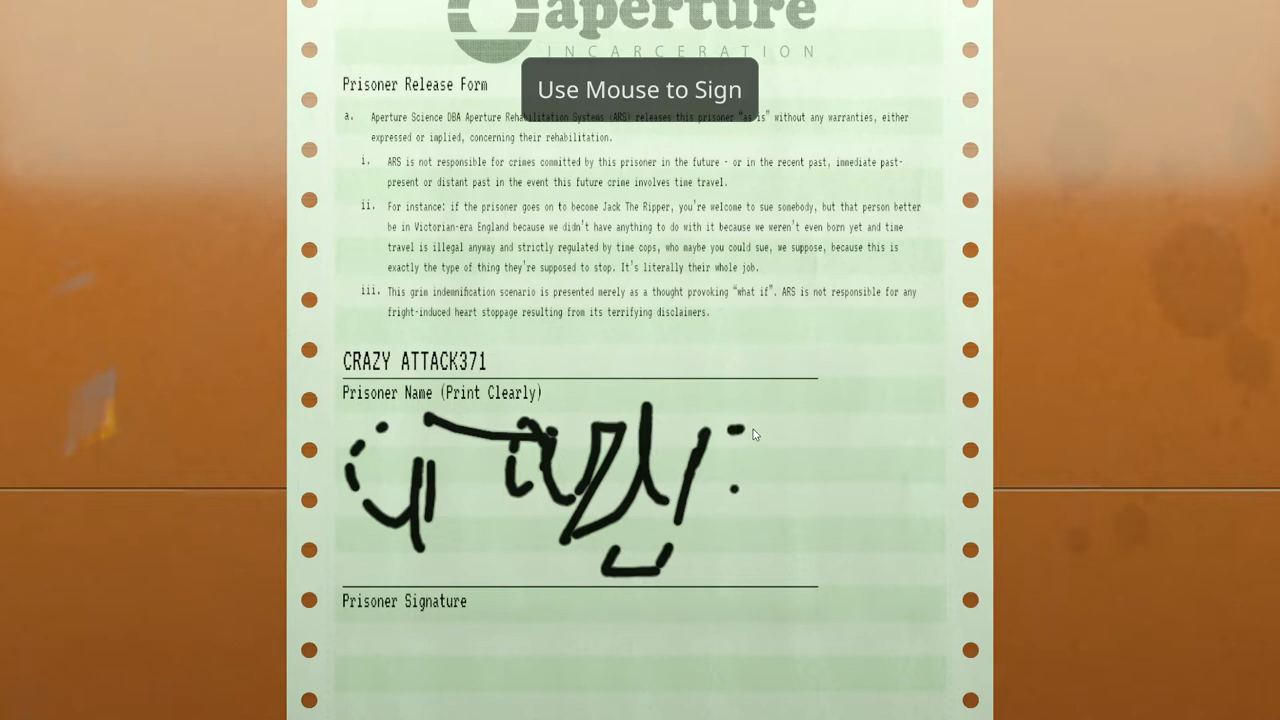 aperture
INCARCERATION
Prisoner Release Form
Use Mouse to Sign
a. Aperture Science DBA Aperture Rehabilitation Systems (ARS) releases this prisoner "as is" without any warranties, either
expressed or implied, concerning their rehabilitation.
i. ARS is not responsible for crimes committed by this prisoner in the future - or in the recent past, immediate past-
present or distant past in the event this future crime involves time travel.
ii. For instance: if the prisoner goes on to become Jack The Ripper, you're welcome to sue somebody, but that person better
be in Victorian-era England because we didn't have anything to do with it because we weren't even born yet and time
travel is illegal anyway and strictly regulated by time cops, who maybe you could sue, we suppose, because this is
exactly the type of thing they're supposed to stop. It's literally their whole job.
iii. This grim indemnification scenario is presented merely as a thought provoking "what if". ARS is not responsible for any
fright-induced heart stoppage resulting from its terrifying disclaimers.
CRAZY ATTACK371
Prisoner Name (Print Clearly)
Prisoner Signature